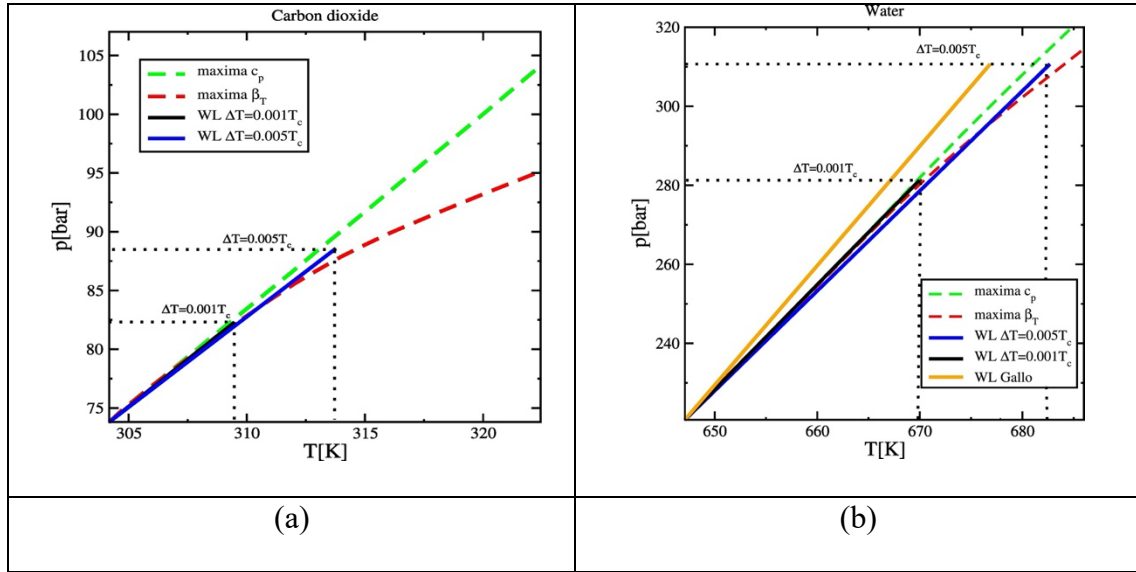 Carbon dioxide
105
100
95
90
85
80
75
p[bar]
maxima c_p
maxima β_T
WL ΔT=0.001T_c
WL ΔT=0.005T_c
ΔT=0.005T_c
ΔT=0.001T_c
305
310
315
320
T[K]
(a)
Water
320
300
280
260
240
p[bar]
ΔT=0.005T_c
ΔT=0.001T_c
maxima c_p
maxima β_T
WL ΔT=0.005T_c
WL ΔT=0.001T_c
WL Gallo
650
660
670
680
T[K]
(b)